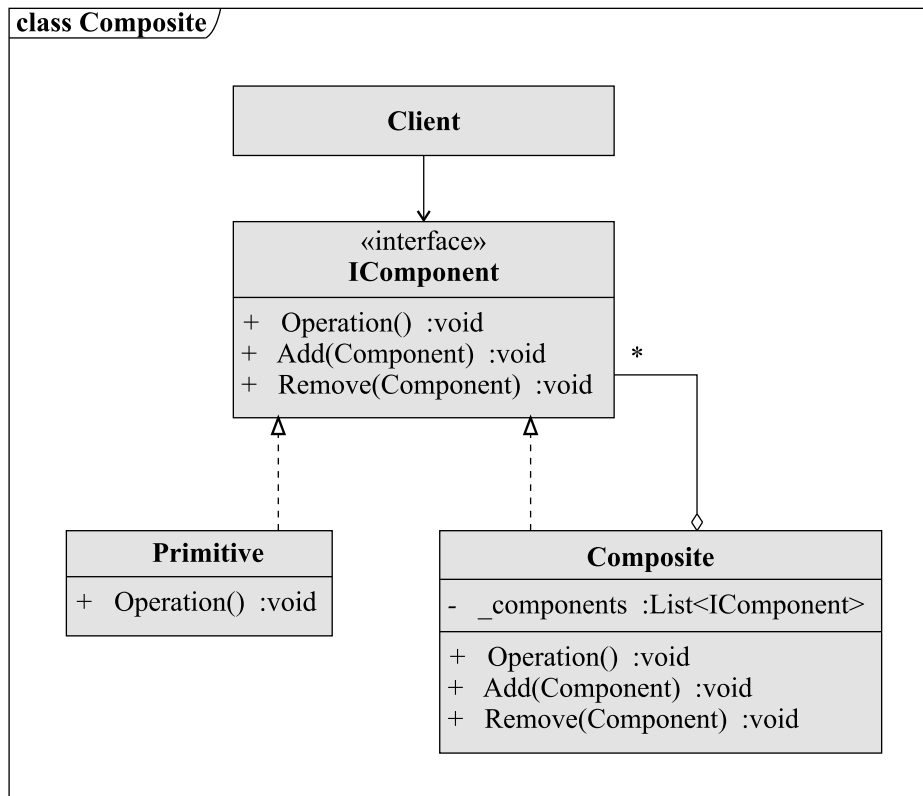 class Composite
Client
«interface»
IComponent
+ Operation() :void
+ Add(Component) :void
+ Remove(Component) :void
*
Primitive
+ Operation() :void
Composite
- _components :List<IComponent>
+ Operation() :void
+ Add(Component) :void
+ Remove(Component) :void